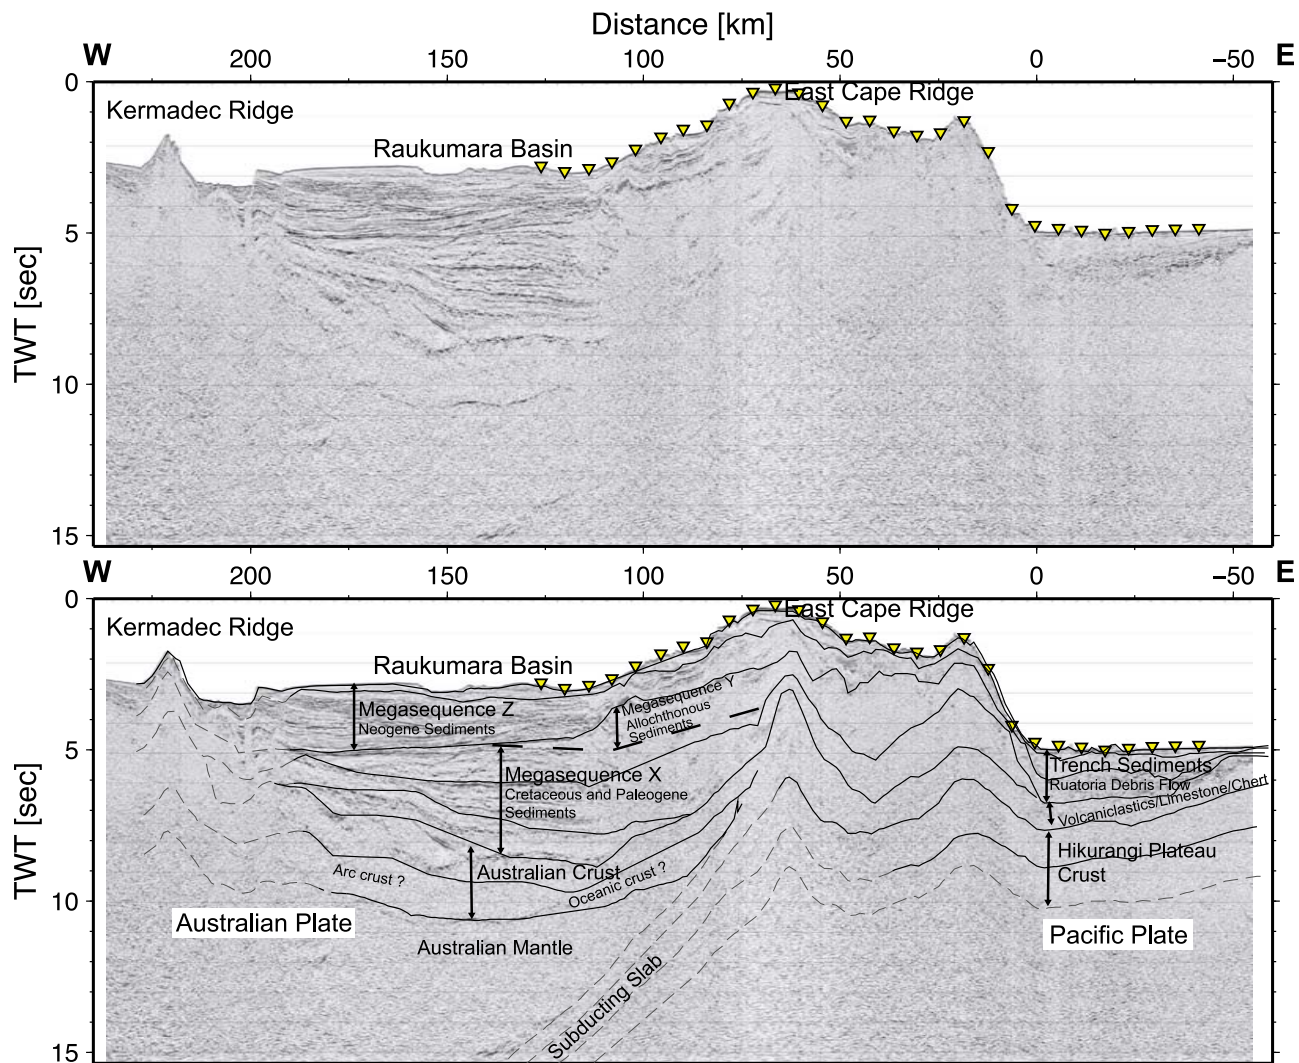 Distance [km]
W 200 150 100 50 0 −50 E
0
Kermadec Ridge
East Cape Ridge
Raukumara Basin
5
TWT [sec]
10
15
W 200 150 100 50 0 −50 E
0
Kermadec Ridge
East Cape Ridge
Raukumara Basin
Megasequence Z
Neogene Sediments
Megasequence Y
Allochthonous
Sediments
5
Megasequence X
Cretaceous and Paleogene
Sediments
Trench Sediments
Ruatoria Debris Flow
Volcaniclastics/Limestone/Chert
TWT [sec]
Hikurangi Plateau
Crust
Arc crust ?
Australian Crust
Oceanic crust ?
10
Australian Plate
Australian Mantle
Pacific Plate
Subducting Slab
15